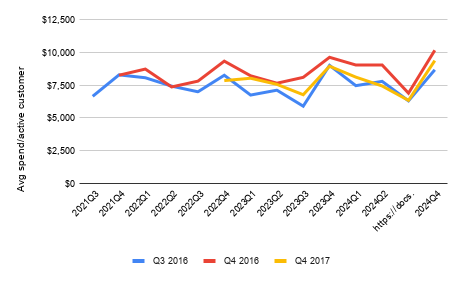 $12,500
$10,000
$7,500
$5,000
$2,500
$0
Avg spend/active customer
2021Q3
2021Q4
2022Q1
2022Q2
2022Q3
2022Q4
2023Q1
2023Q2
2023Q3
2023Q4
2024Q1
2024Q2
https://docs.
2024Q4
Q3 2016 Q4 2016 Q4 2017